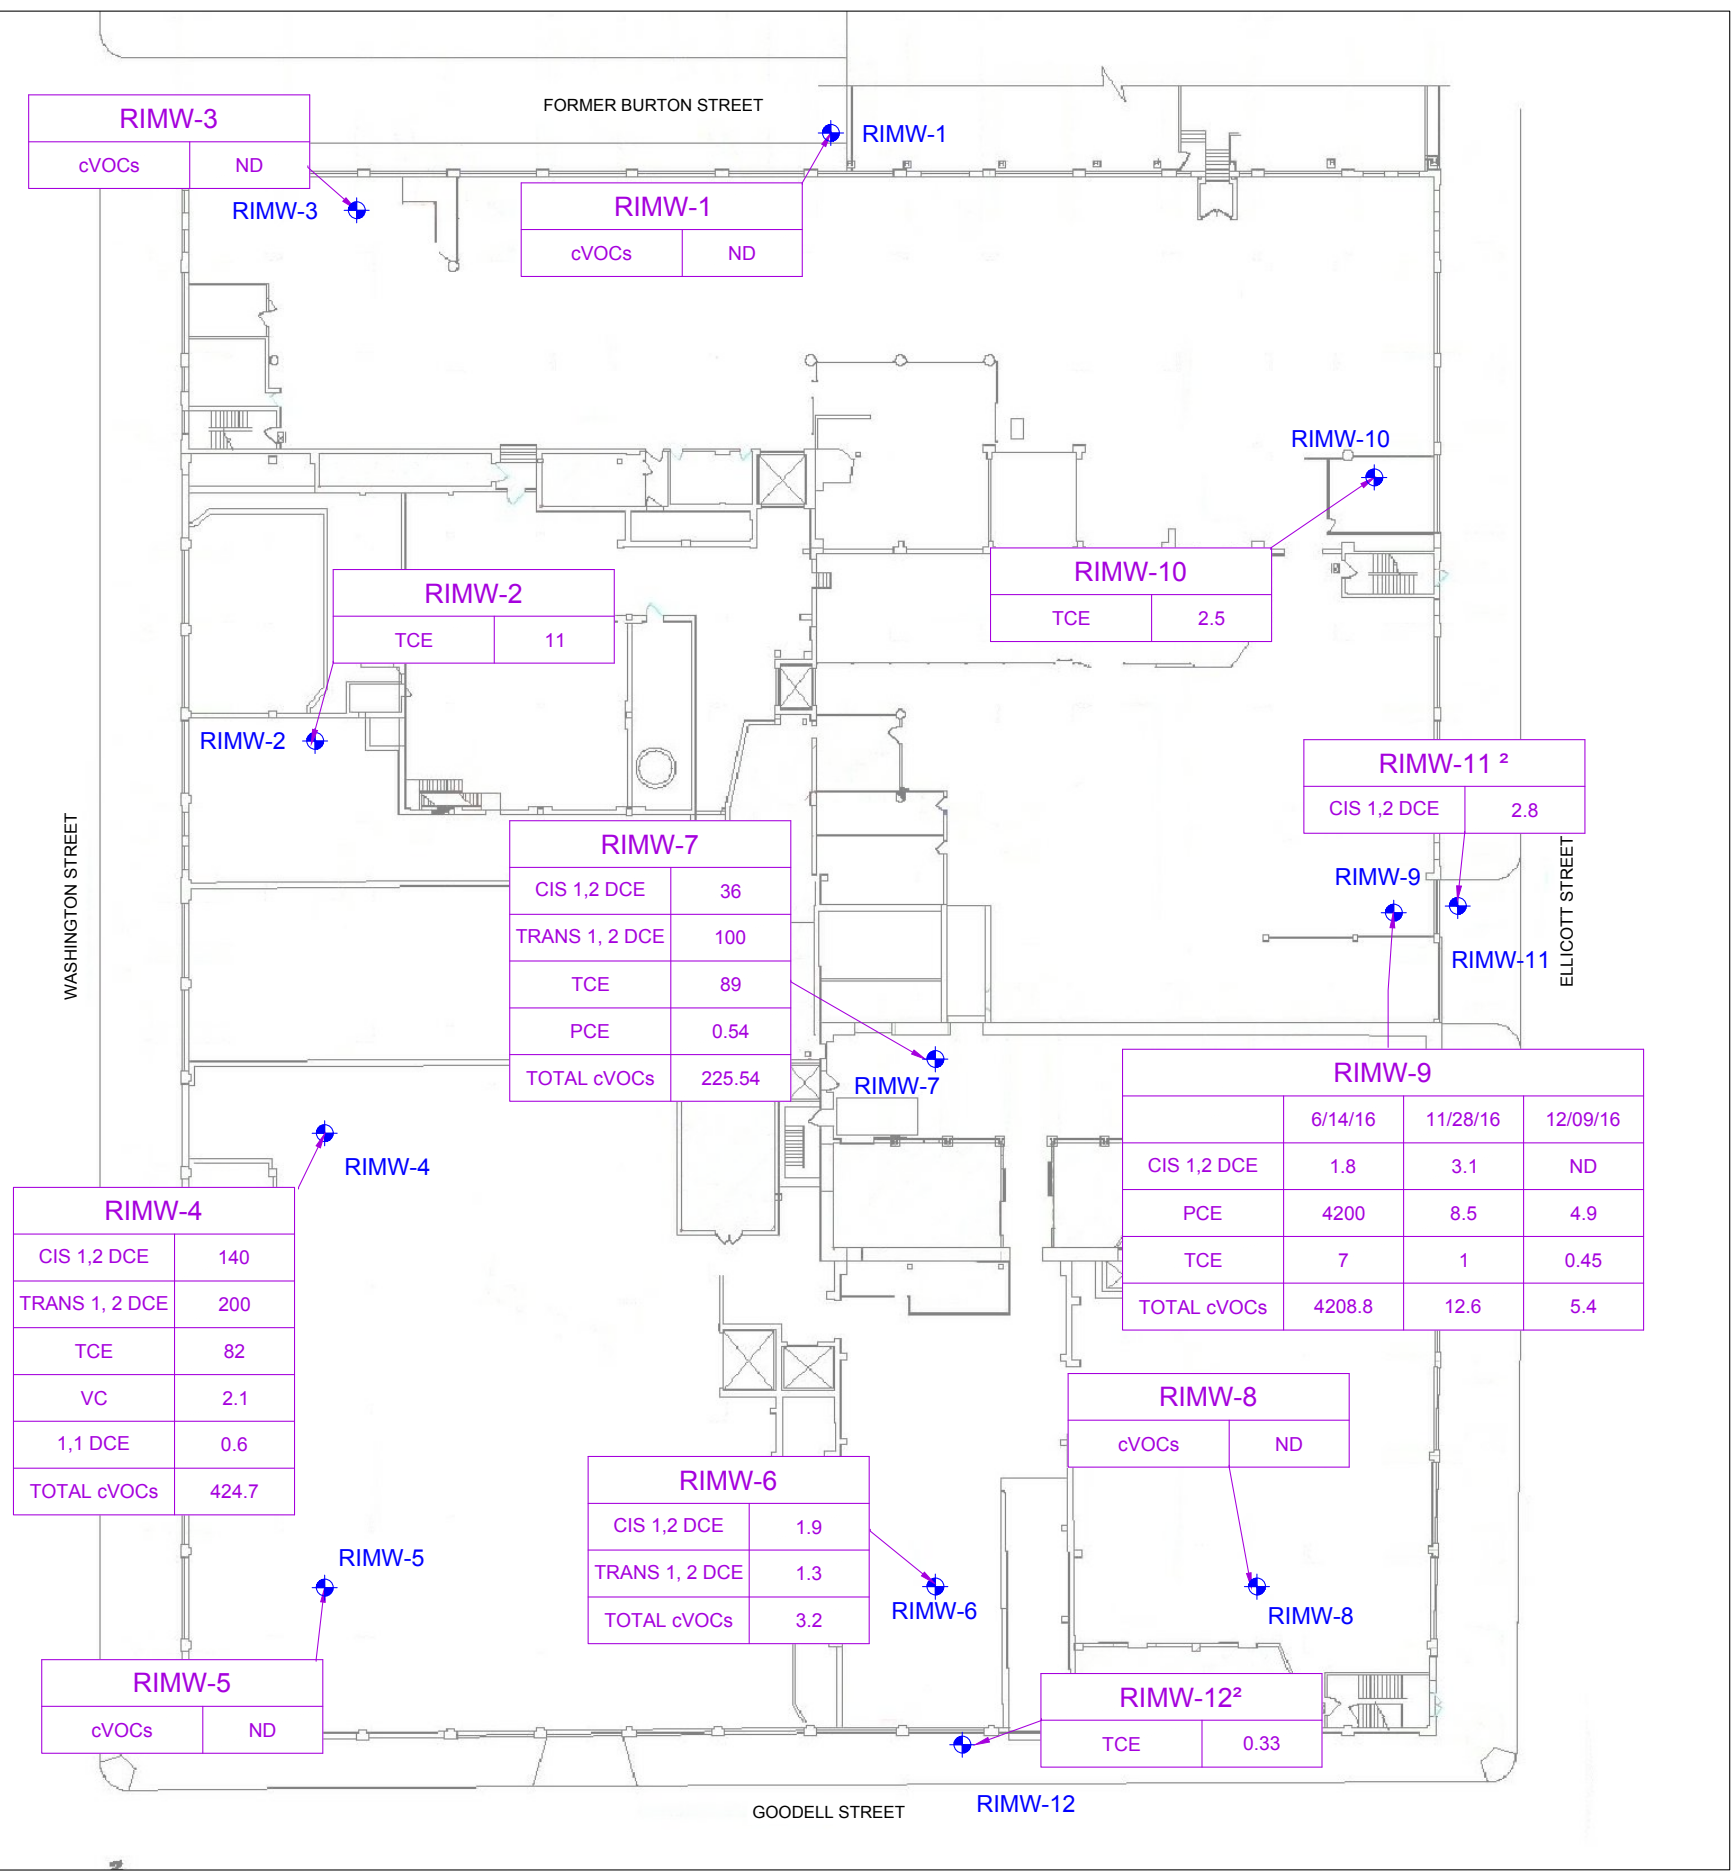 FORMER BURTON STREET
RIMW-3
cVOCs ND
RIMW-3
RIMW-1
RIMW-1
cVOCs ND
RIMW-10
RIMW-10
TCE 2.5
RIMW-2
TCE 11
RIMW-2
RIMW-11 ²
CIS 1,2 DCE 2.8
WASHINGTON STREET
ELLICOTT STREET
RIMW-9
RIMW-11
RIMW-7
CIS 1,2 DCE 36
TRANS 1, 2 DCE 100
TCE 89
PCE 0.54
TOTAL cVOCs 225.54
RIMW-7
RIMW-9
6/14/16 11/28/16 12/09/16
CIS 1,2 DCE 1.8 3.1 ND
PCE 4200 8.5 4.9
TCE 7 1 0.45
TOTAL cVOCs 4208.8 12.6 5.4
RIMW-4
RIMW-4
CIS 1,2 DCE 140
TRANS 1, 2 DCE 200
TCE 82
VC 2.1
1,1 DCE 0.6
TOTAL cVOCs 424.7
RIMW-8
cVOCs ND
RIMW-8
RIMW-6
CIS 1,2 DCE 1.9
TRANS 1, 2 DCE 1.3
TOTAL cVOCs 3.2
RIMW-6
RIMW-5
RIMW-5
cVOCs ND
RIMW-12²
TCE 0.33
RIMW-12
GOODELL STREET